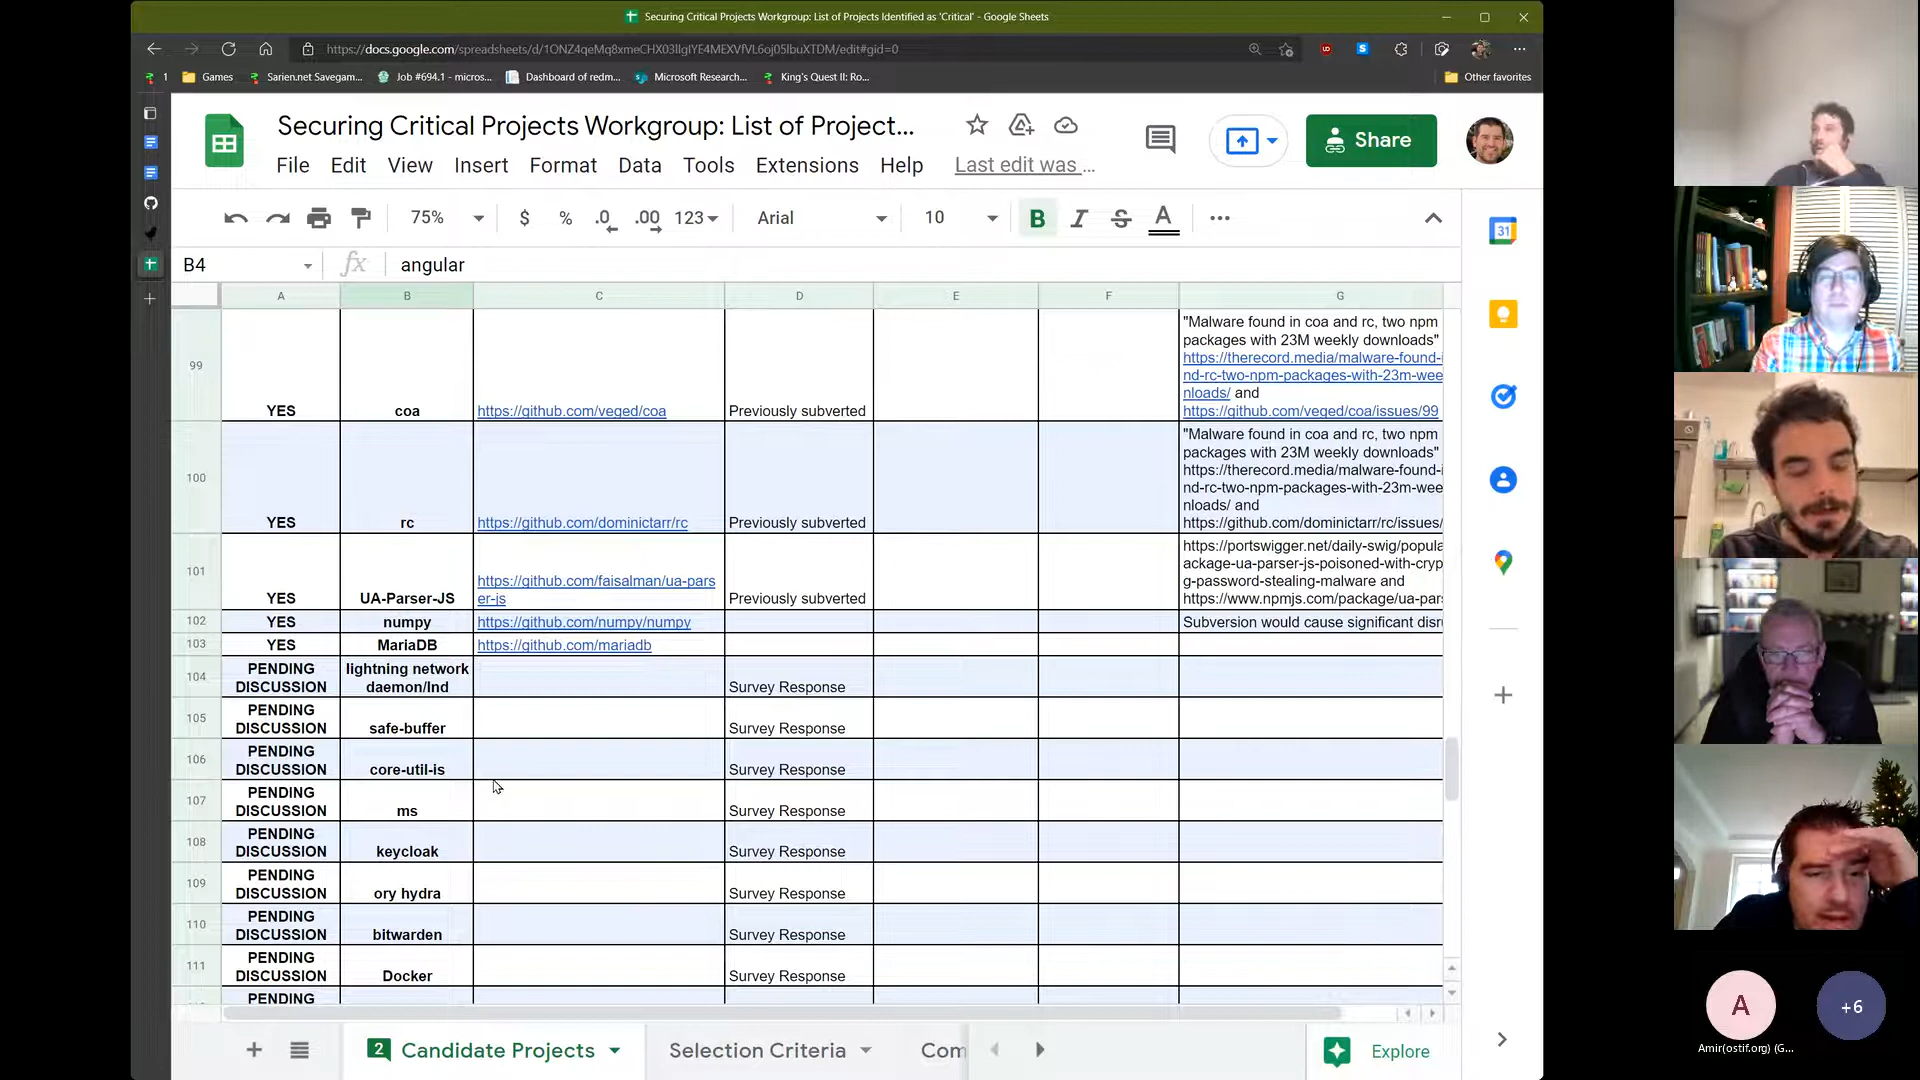 Securing Critical Projects Workgroup: List of Projects Identified as 'Critical' - Google Sheets
https://docs.google.com/spreadsheets/d/1ONZ4qeMq8xmeCHX03IlgIYE4MEXVfVL6oj05lbuXTDM/edit#gid=0
1
Games
Sarien.net Savegam...
Job #694.1 - micros...
Dashboard of redm...
Microsoft Research...
King's Quest II: Ro...
Other favorites
Securing Critical Projects Workgroup: List of Project...
Share
File Edit View Insert Format Data Tools Extensions Help Last edit was ...
75% $ % .0 .00 123 Arial 10 B I S A
31
B4 fx angular
A B C D E F G
99 YES coa https://github.com/veged/coa Previously subverted
"Malware found in coa and rc, two npm
packages with 23M weekly downloads"
https://therecord.media/malware-found-i
nd-rc-two-npm-packages-with-23m-wee
nloads/ and
https://github.com/veged/coa/issues/99
100 YES rc https://github.com/dominictarr/rc Previously subverted
"Malware found in coa and rc, two npm
packages with 23M weekly downloads"
https://therecord.media/malware-found-i
nd-rc-two-npm-packages-with-23m-wee
nloads/ and
https://github.com/dominictarr/rc/issues/
101 YES UA-Parser-JS
https://github.com/faisalman/ua-pars
er-js
Previously subverted
https://portswigger.net/daily-swig/popula
ackage-ua-parser-js-poisoned-with-cryp
g-password-stealing-malware and
https://www.npmjs.com/package/ua-par
102 YES numpy https://github.com/numpy/numpy Subversion would cause significant disr
103 YES MariaDB https://github.com/mariadb
104 PENDING DISCUSSION lightning network daemon/lnd Survey Response
105 PENDING DISCUSSION safe-buffer Survey Response
106 PENDING DISCUSSION core-util-is Survey Response
107 PENDING DISCUSSION ms Survey Response
108 PENDING DISCUSSION keycloak Survey Response
109 PENDING DISCUSSION ory hydra Survey Response
110 PENDING DISCUSSION bitwarden Survey Response
111 PENDING DISCUSSION Docker Survey Response
PENDING
2 Candidate Projects
Selection Criteria
Com
Explore
A
+6
Amir(ostif.org) (G...